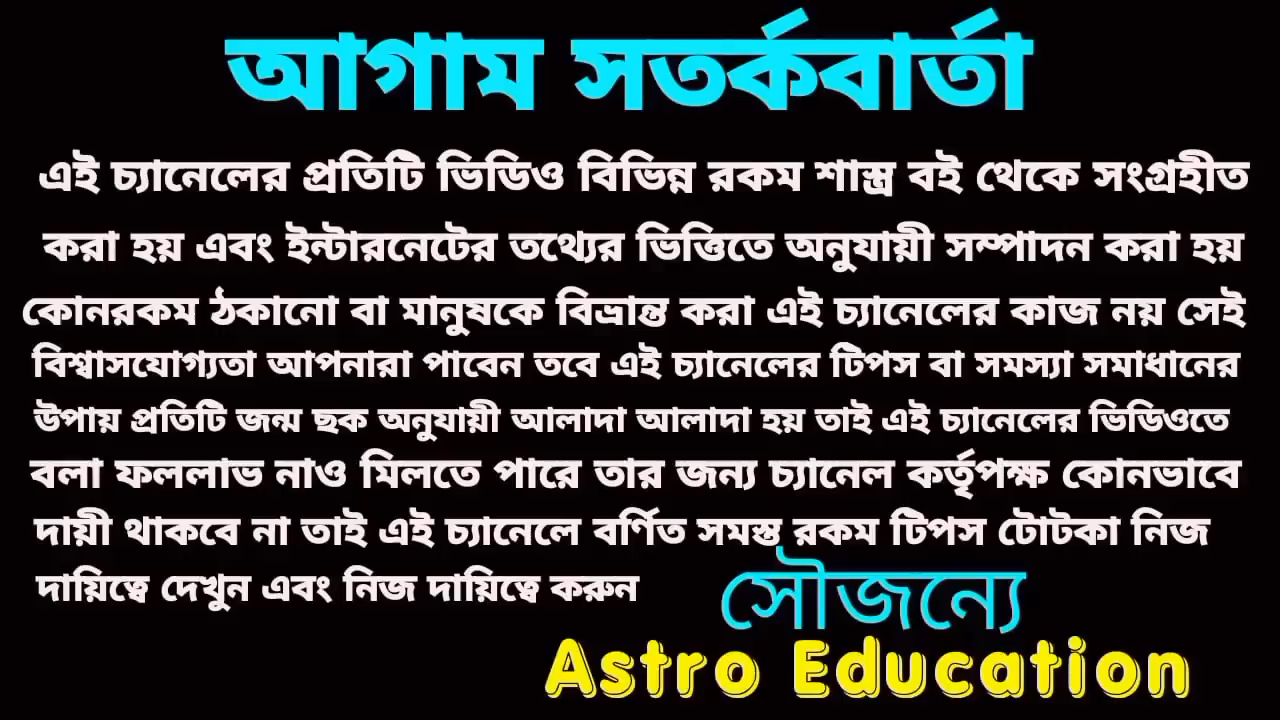 আগাম সতর্কবার্তা
এই চ্যানেলের প্রতিটি ভিডিও বিভিন্ন রকম শাস্ত্র বই থেকে সংগ্রহীত
করা হয় এবং ইন্টারনেটের তথ্যের ভিত্তিতে অনুযায়ী সম্পাদন করা হয়
কোনরকম ঠকানো বা মানুষকে বিভ্রান্ত করা এই চ্যানেলের কাজ নয় সেই
বিশ্বাসযোগ্যতা আপনারা পাবেন তবে এই চ্যানেলের টিপস বা সমস্যা সমাধানের
উপায় প্রতিটি জন্ম ছক অনুযায়ী আলাদা আলাদা হয় তাই এই চ্যানেলের ভিডিওতে
বলা ফললাভ নাও মিলতে পারে তার জন্য চ্যানেল কর্তৃপক্ষ কোনভাবে
দায়ী থাকবে না তাই এই চ্যানেলে বর্ণিত সমস্ত রকম টিপস টোটকা নিজ
দায়িত্বে দেখুন এবং নিজ দায়িত্বে করুন
সৌজন্যে
Astro Education